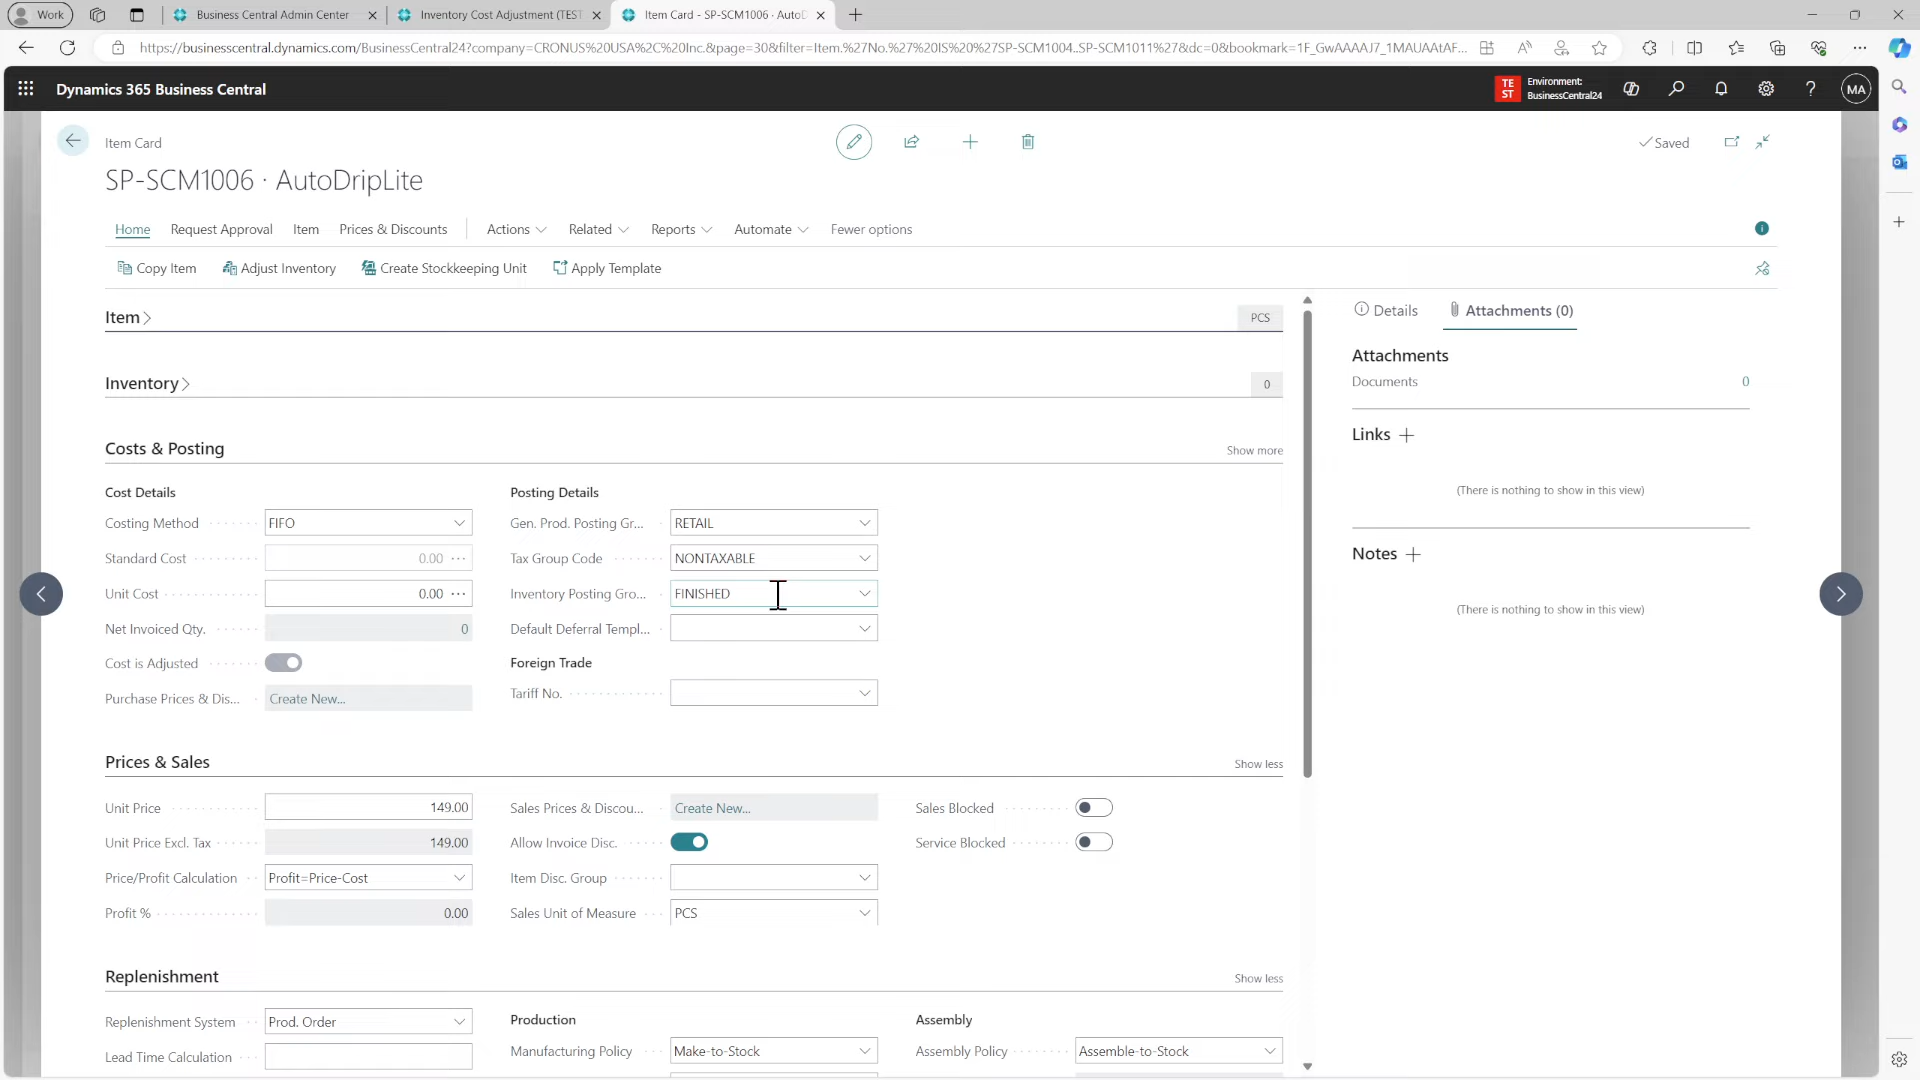 Work
Business Central Admin Center
Inventory Cost Adjustment (TEST
Item Card - SP-SCM1006 · AutoD
https://businesscentral.dynamics.com/BusinessCentral24?company=CRONUS%20USA%2C%20Inc.&page=30&filter=Item.%27No.%27%20IS%20%27SP-SCM1004..SP-SCM1011%27&dc=0&bookmark=1F_GwAAAAJ7_1MAUAAtAF...
Dynamics 365 Business Central
TE
ST
Environment:
BusinessCentral24
MA
Item Card
Saved
SP-SCM1006 · AutoDripLite
Home Request Approval Item Prices & Discounts Actions Related Reports Automate Fewer options
Copy Item Adjust Inventory Create Stockkeeping Unit Apply Template
Item PCS
Inventory 0
Costs & Posting Show more
Cost Details Posting Details
Costing Method FIFO Gen. Prod. Posting Gr... RETAIL
Standard Cost 0.00 Tax Group Code NONTAXABLE
Unit Cost 0.00 Inventory Posting Gro... FINISHED
Net Invoiced Qty. 0 Default Deferral Templ...
Cost is Adjusted Foreign Trade
Purchase Prices & Dis... Create New... Tariff No.
Prices & Sales Show less
Unit Price 149.00 Sales Prices & Discou... Create New... Sales Blocked
Unit Price Excl. Tax 149.00 Allow Invoice Disc. Service Blocked
Price/Profit Calculation Profit=Price-Cost Item Disc. Group
Profit % 0.00 Sales Unit of Measure PCS
Replenishment Show less
Replenishment System Prod. Order Production Assembly
Lead Time Calculation Manufacturing Policy Make-to-Stock Assembly Policy Assemble-to-Stock
Details Attachments (0)
Attachments
Documents 0
Links
(There is nothing to show in this view)
Notes
(There is nothing to show in this view)